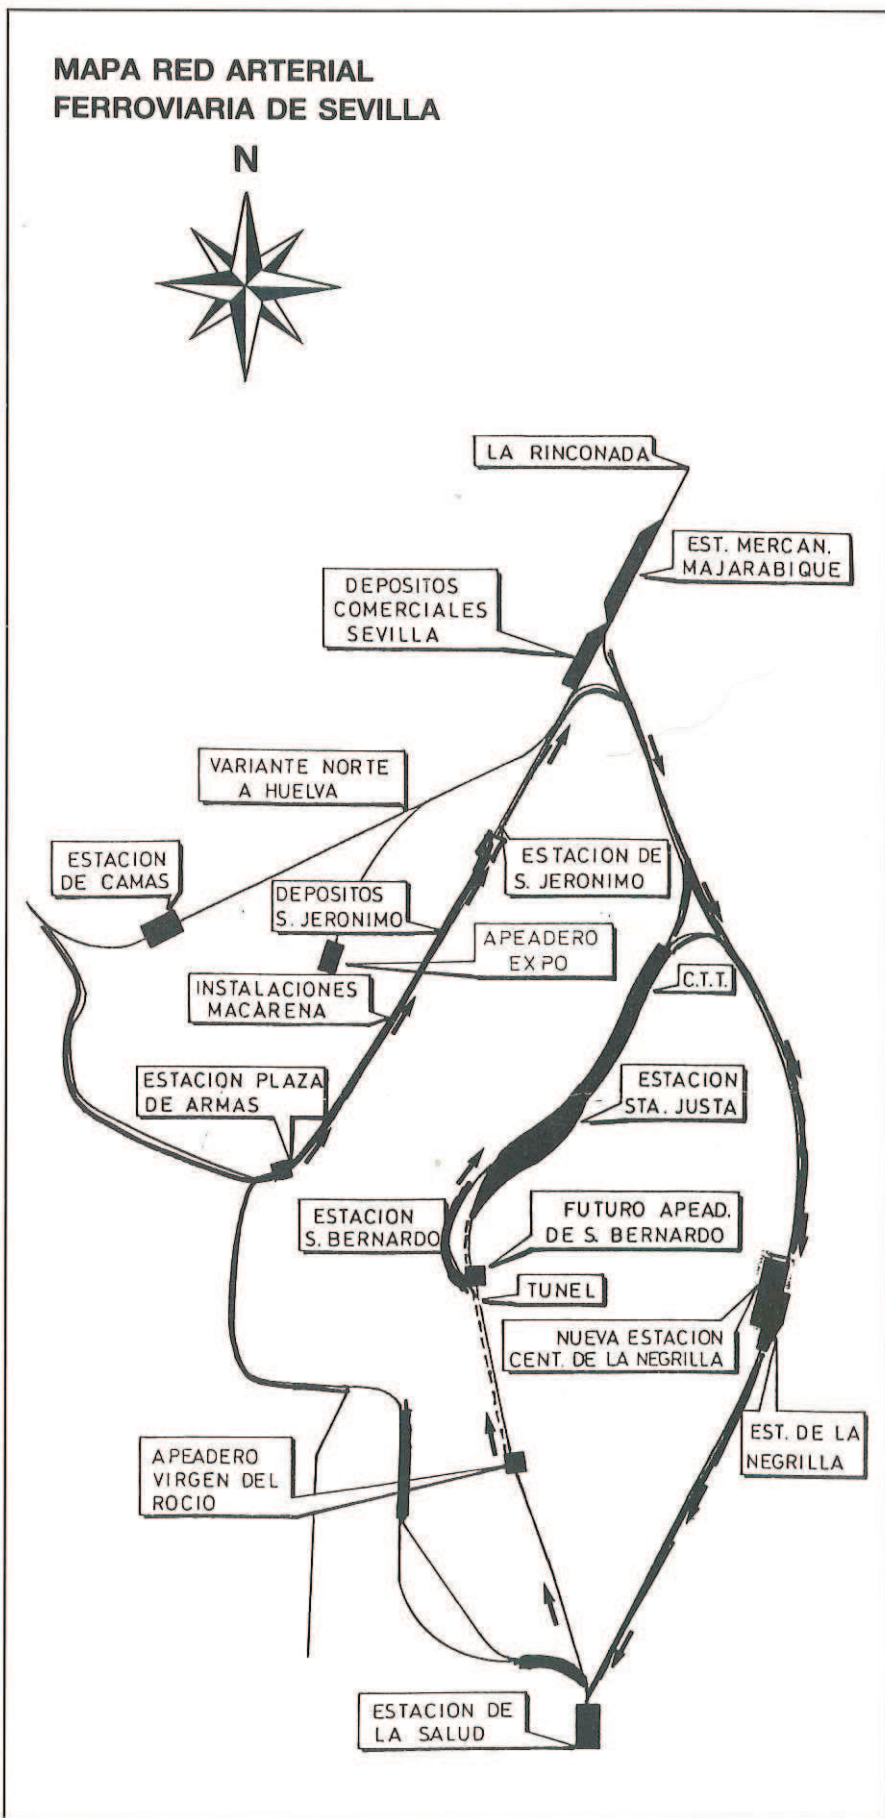 MAPA RED ARTERIAL
FERROVIARIA DE SEVILLA
N
LA RINCONADA
EST. MERCAN.
MAJARABIQUE
DEPOSITOS
COMERCIALES
SEVILLA
VARIANTE NORTE
A HUELVA
ESTACION
DE CAMAS
ESTACION DE
S. JERONIMO
DEPOSITOS
S. JERONIMO
APEADERO
EXPO
C.T.T.
INSTALACIONES
MACARENA
ESTACION PLAZA
DE ARMAS
ESTACION
STA. JUSTA
ESTACION
S. BERNARDO
FUTURO APEAD.
DE S. BERNARDO
TUNEL
NUEVA ESTACION
CENT. DE LA NEGRILLA
EST. DE LA
NEGRILLA
APEADERO
VIRGEN DEL
ROCIO
ESTACION DE
LA SALUD